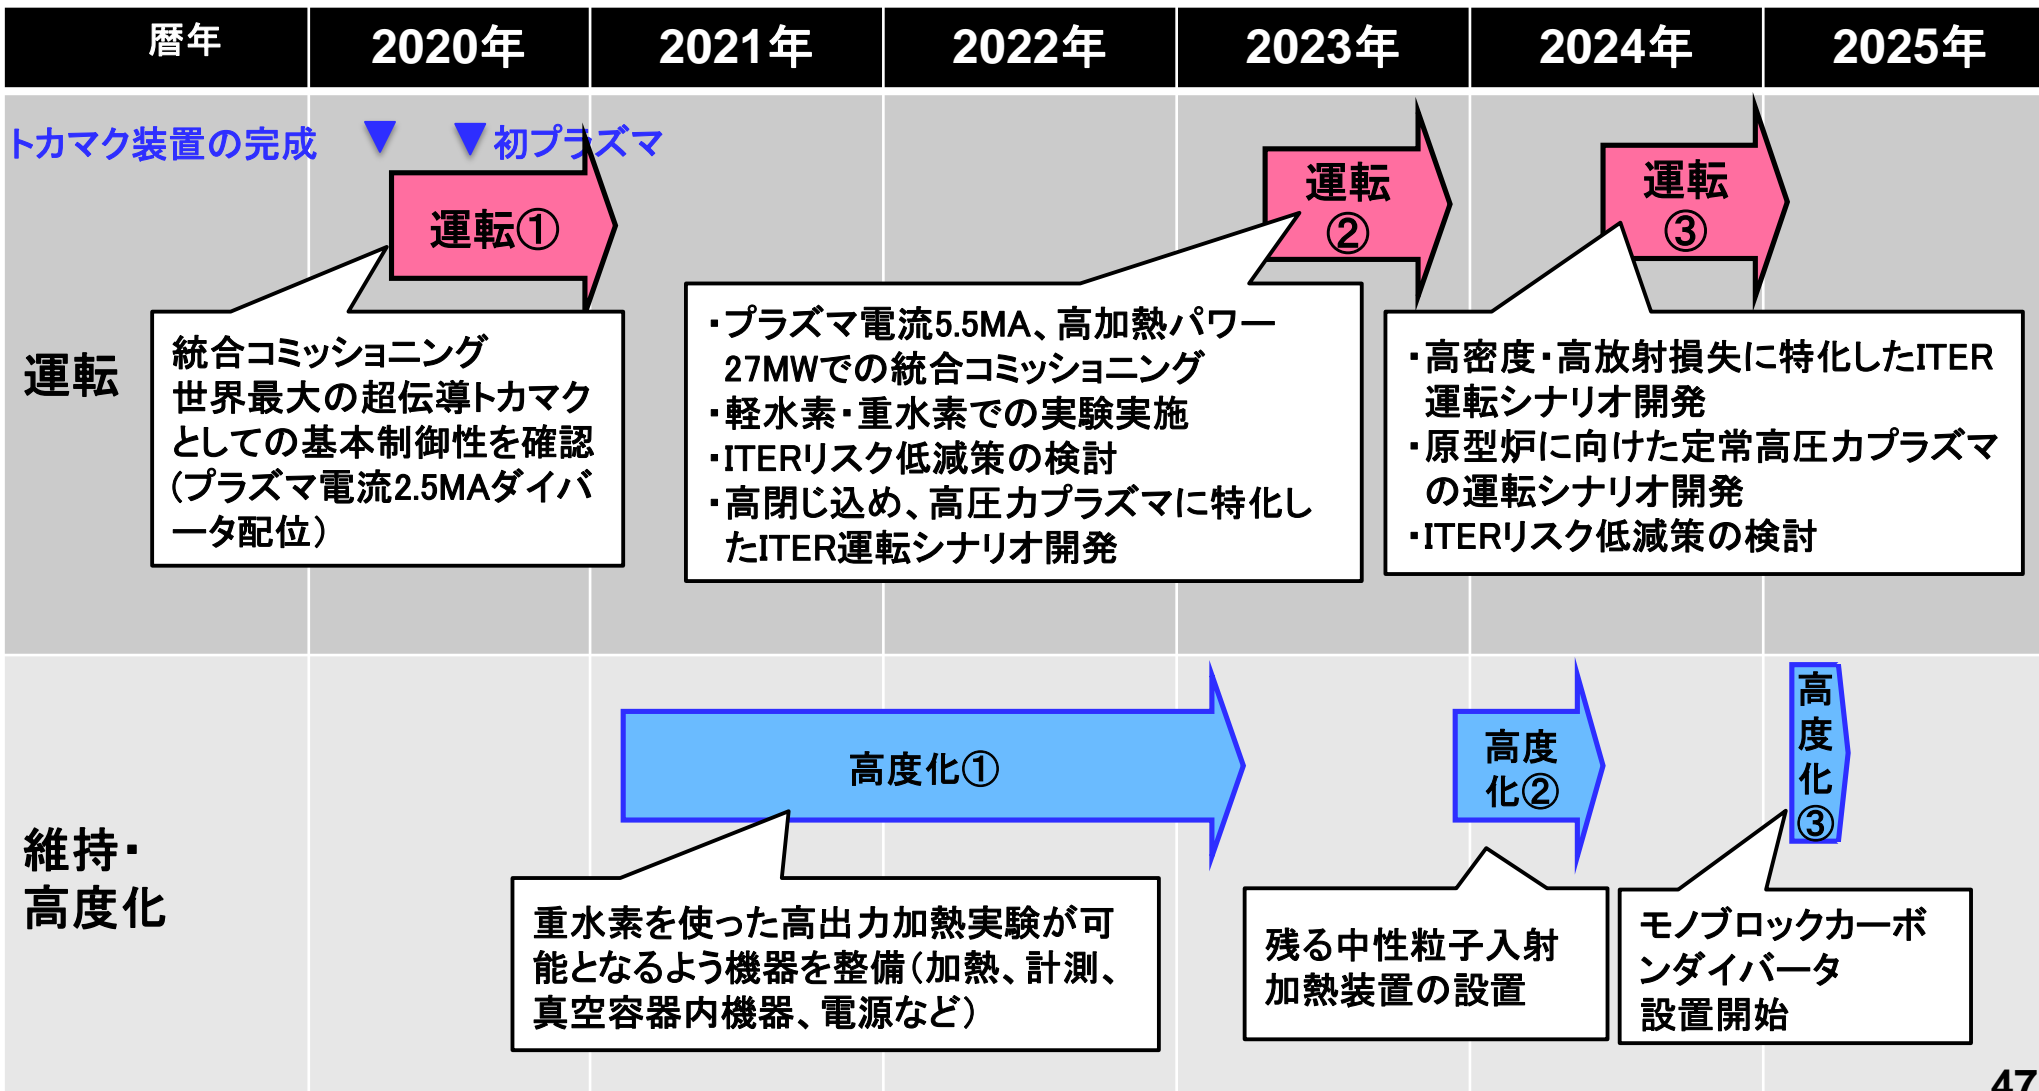 暦年
2020年
2021年
2022年
2023年
2024年
2025年
トカマク装置の完成
初プラズマ
運転
運転①
統合コミッショニング
世界最大の超伝導トカマク
としての基本制御性を確認
(プラズマ電流2.5MAダイバ
ータ配位)
運転
②
・プラズマ電流5.5MA、高加熱パワー
27MWでの統合コミッショニング
・軽水素・重水素での実験実施
・ITERリスク低減策の検討
・高閉じ込め、高圧力プラズマに特化し
たITER運転シナリオ開発
運転
③
・高密度・高放射損失に特化したITER
運転シナリオ開発
・原型炉に向けた定常高圧力プラズマ
の運転シナリオ開発
・ITERリスク低減策の検討
維持・
高度化
高度化①
重水素を使った高出力加熱実験が可
能となるよう機器を整備(加熱、計測、
真空容器内機器、電源など)
高度
化②
残る中性粒子入射
加熱装置の設置
高
度
化
③
モノブロックカーボ
ンダイバータ
設置開始
47